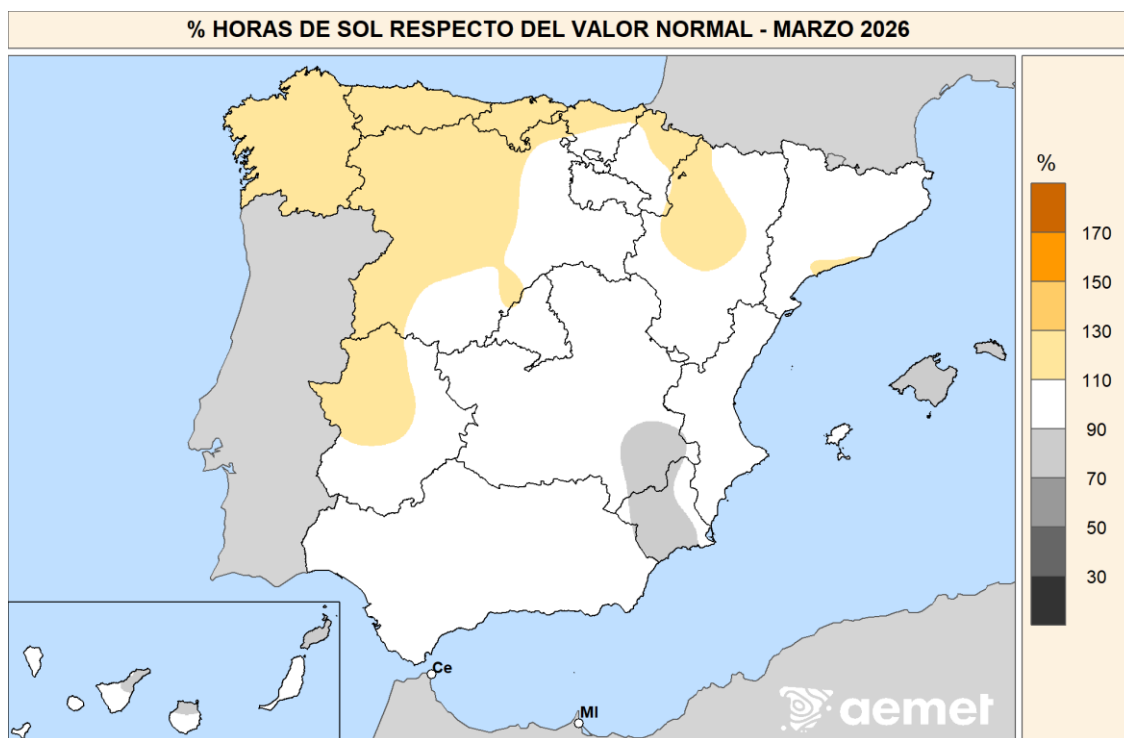 % HORAS DE SOL RESPECTO DEL VALOR NORMAL - MARZO 2026
%
170
150
130
110
90
70
50
30
Ce
Ml
aemet